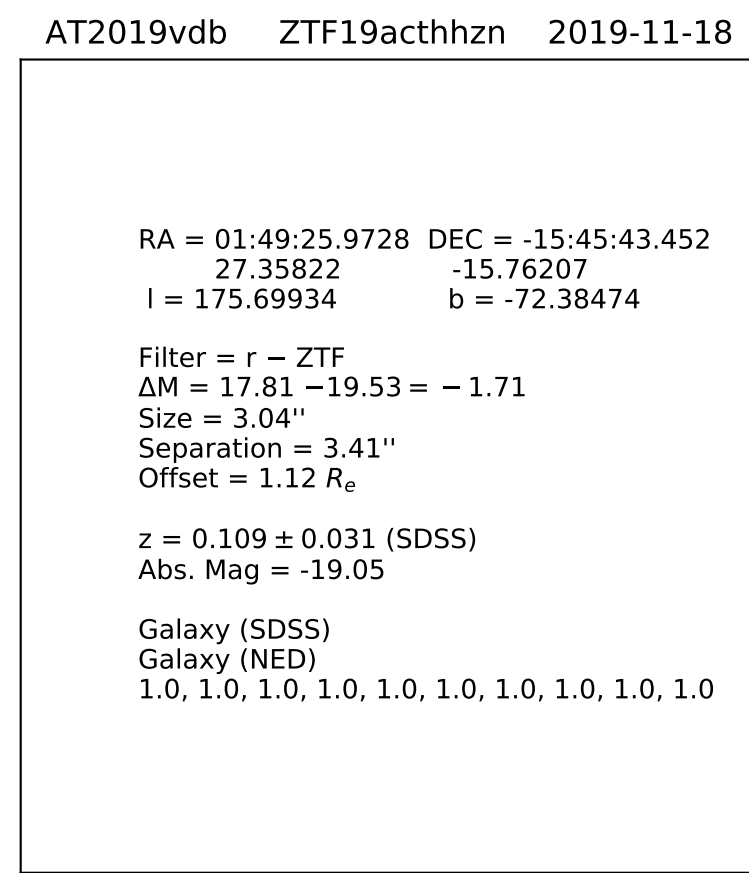 AT2019vdb ZTF19acthhzn 2019-11-18
RA = 01:49:25.9728 DEC = -15:45:43.452
27.35822 -15.76207
l = 175.69934 b = -72.38474
Filter = r − ZTF
ΔM = 17.81 −19.53 = − 1.71
Size = 3.04''
Separation = 3.41''
Offset = 1.12 Re
z = 0.109 ± 0.031 (SDSS)
Abs. Mag = -19.05
Galaxy (SDSS)
Galaxy (NED)
1.0, 1.0, 1.0, 1.0, 1.0, 1.0, 1.0, 1.0, 1.0, 1.0